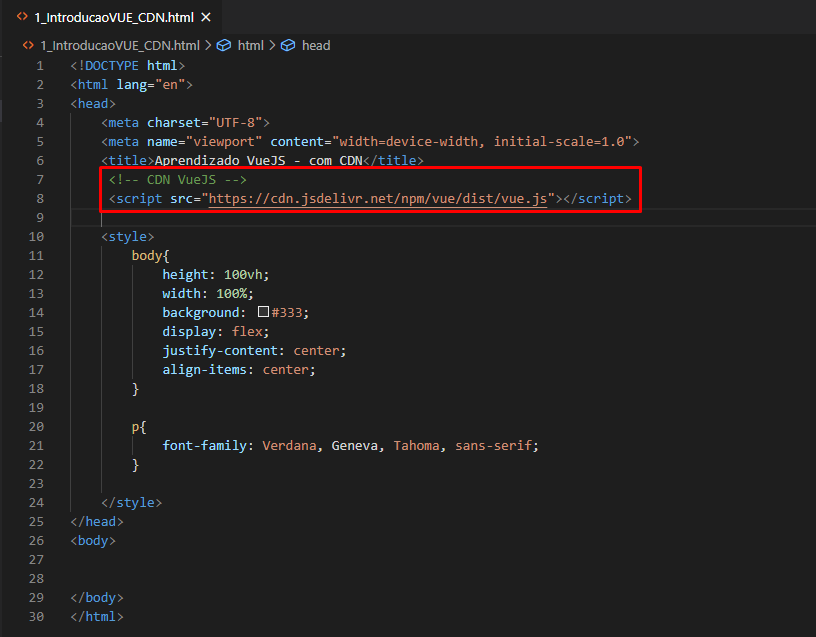 1_IntroducaoVUE_CDN.html ×
1_IntroducaoVUE_CDN.html > html > head
1 <!DOCTYPE html>
2 <html lang="en">
3 <head>
4 <meta charset="UTF-8">
5 <meta name="viewport" content="width=device-width, initial-scale=1.0">
6 <title>Aprendizado VueJS - com CDN</title>
7 <!-- CDN VueJS -->
8 <script src="https://cdn.jsdelivr.net/npm/vue/dist/vue.js"></script>
9
10 <style>
11 body{
12 height: 100vh;
13 width: 100%;
14 background: #333;
15 display: flex;
16 justify-content: center;
17 align-items: center;
18 }
19
20 p{
21 font-family: Verdana, Geneva, Tahoma, sans-serif;
22 }
23
24 </style>
25 </head>
26 <body>
27
28
29 </body>
30 </html>